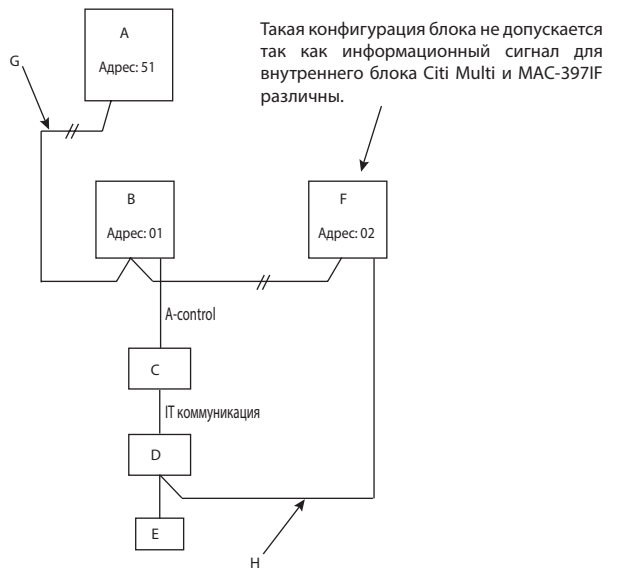 A
Адрес: 51
Такая конфигурация блока не допускается
так как информационный сигнал для
внутреннего блока Citi Multi и MAC-397IF
различны.
G
B
Адрес: 01
F
Адрес: 02
A-control
C
IT коммуникация
D
E
H